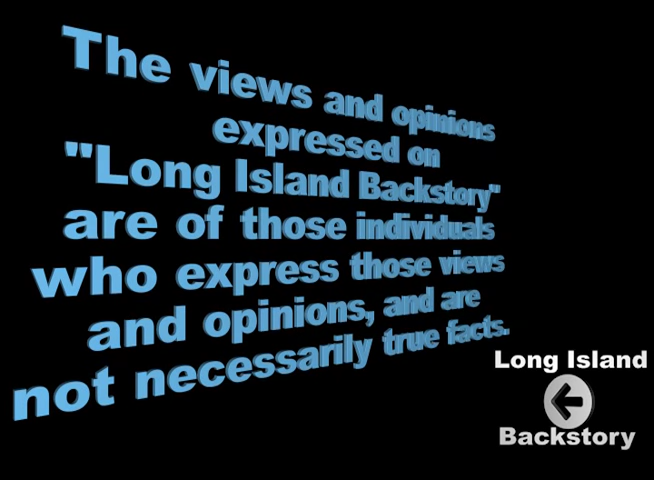 The views and opinions
expressed on
"Long Island Backstory"
are of those individuals
who express those views
and opinions, and are
not necessarily true facts.
Long Island
Backstory